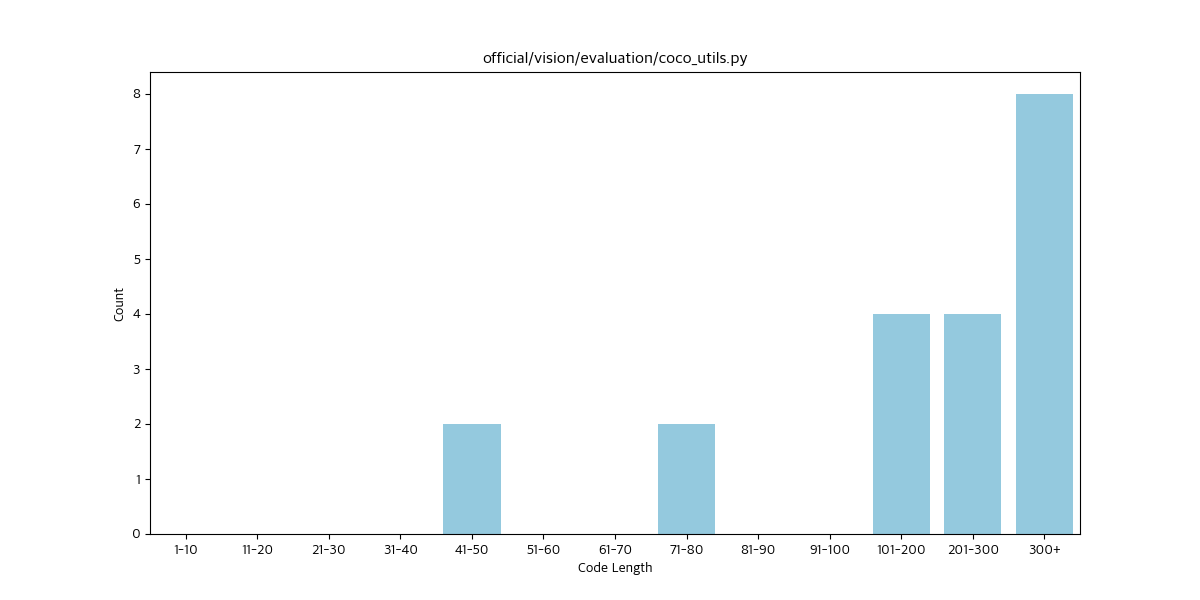 official/vision/evaluation/coco_utils.py
8
7
6
5
4
3
2
1
0
Count
1-10 11-20 21-30 31-40 41-50 51-60 61-70 71-80 81-90 91-100 101-200 201-300 300+
Code Length